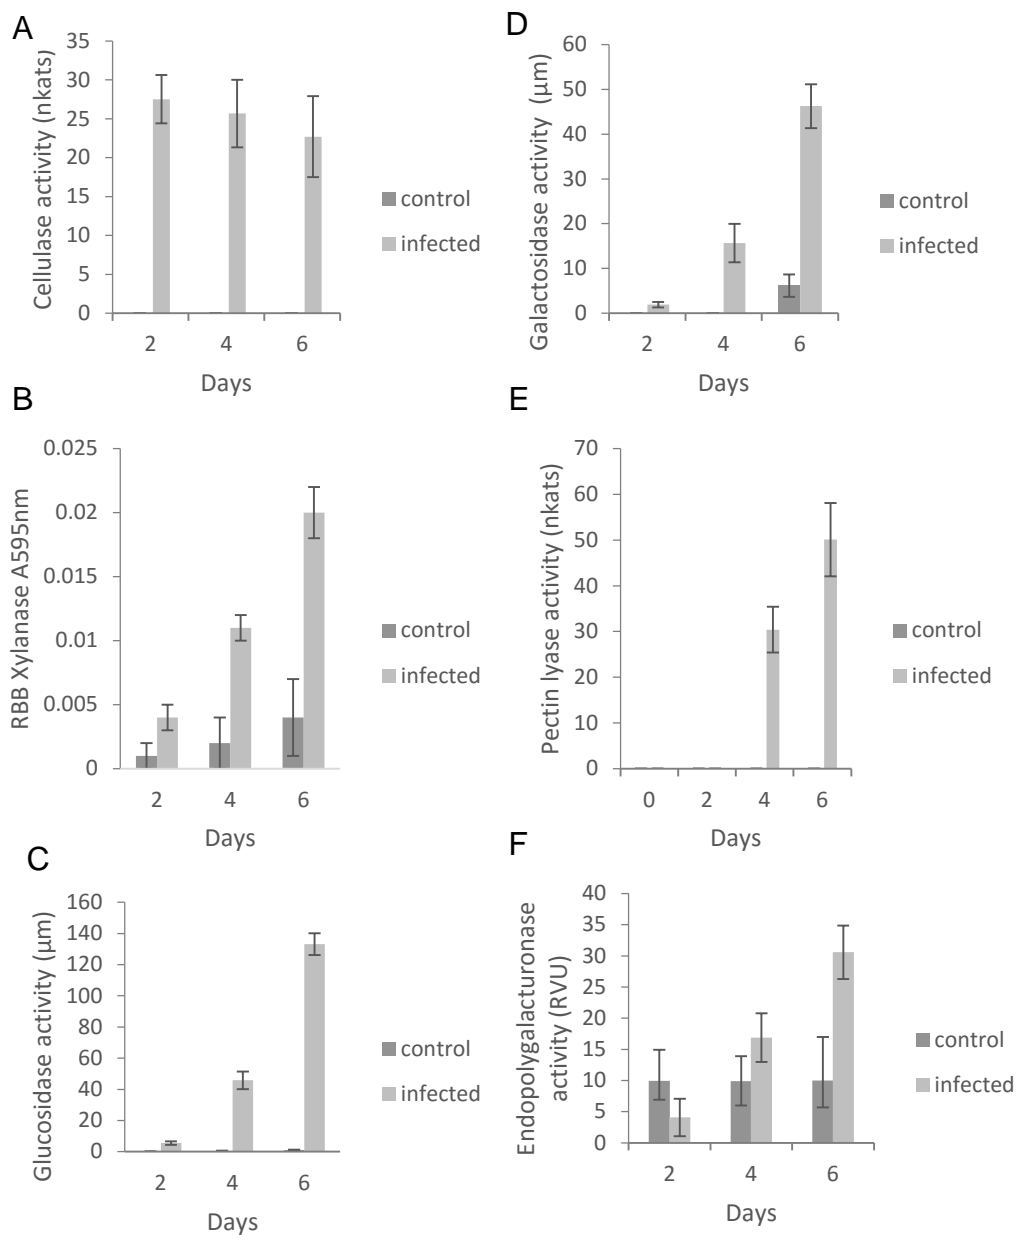 A
35
30
25
20
15
10
5
0
Cellulase activity (nkats)
2 4 6
Days
control
infected
D
60
50
40
30
20
10
0
Galactosidase activity (µm)
2 4 6
Days
control
infected
B
0.025
0.02
0.015
0.01
0.005
0
RBB Xylanase A595nm
2 4 6
Days
control
infected
E
70
60
50
40
30
20
10
0
Pectin lyase activity (nkats)
0 2 4 6
Days
control
infected
C
160
140
120
100
80
60
40
20
0
Glucosidase activity (µm)
2 4 6
Days
control
infected
F
40
35
30
25
20
15
10
5
0
Endopolygalacturonase
activity (RVU)
2 4 6
Days
control
infected